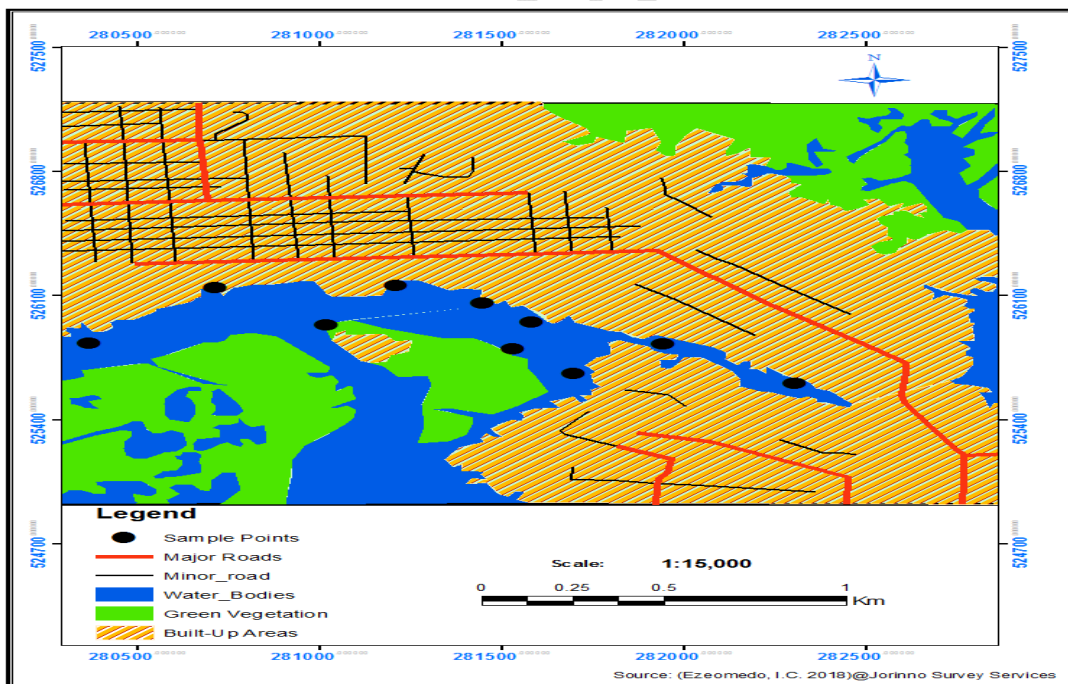 280500 281000 281500 282000 282500
527500 527500
N
526800 526800
526100 526100
525400 525400
524700 524700
Legend
Sample Points
Major Roads
Minor_road
Water_Bodies
Green Vegetation
Built-Up Areas
Scale: 1:15,000
0 0.25 0.5 1
Km
280500 281000 281500 282000 282500
Source: (Ezeomedo, I.C. 2018)@Jorinno Survey Services